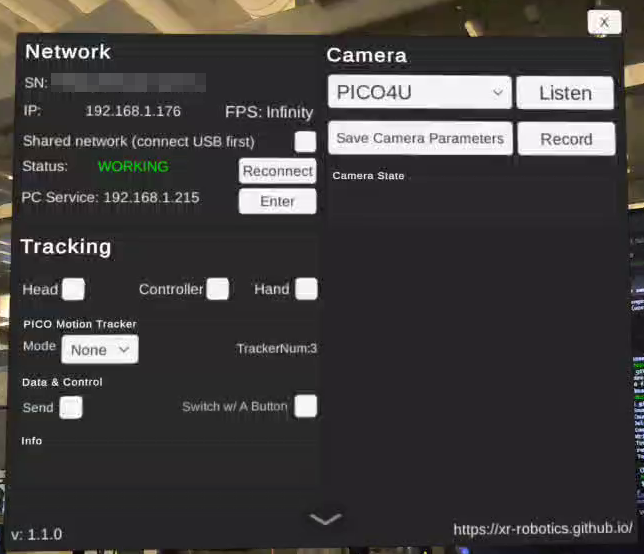 X
Network
SN:
IP: 192.168.1.176 FPS: Infinity
Shared network (connect USB first)
Status: WORKING Reconnect
PC Service: 192.168.1.215 Enter
Tracking
Head Controller Hand
PICO Motion Tracker
Mode None TrackerNum:3
Data & Control
Send Switch w/ A Button
Info
v: 1.1.0
Camera
PICO4U Listen
Save Camera Parameters Record
Camera State
https://xr-robotics.github.io/